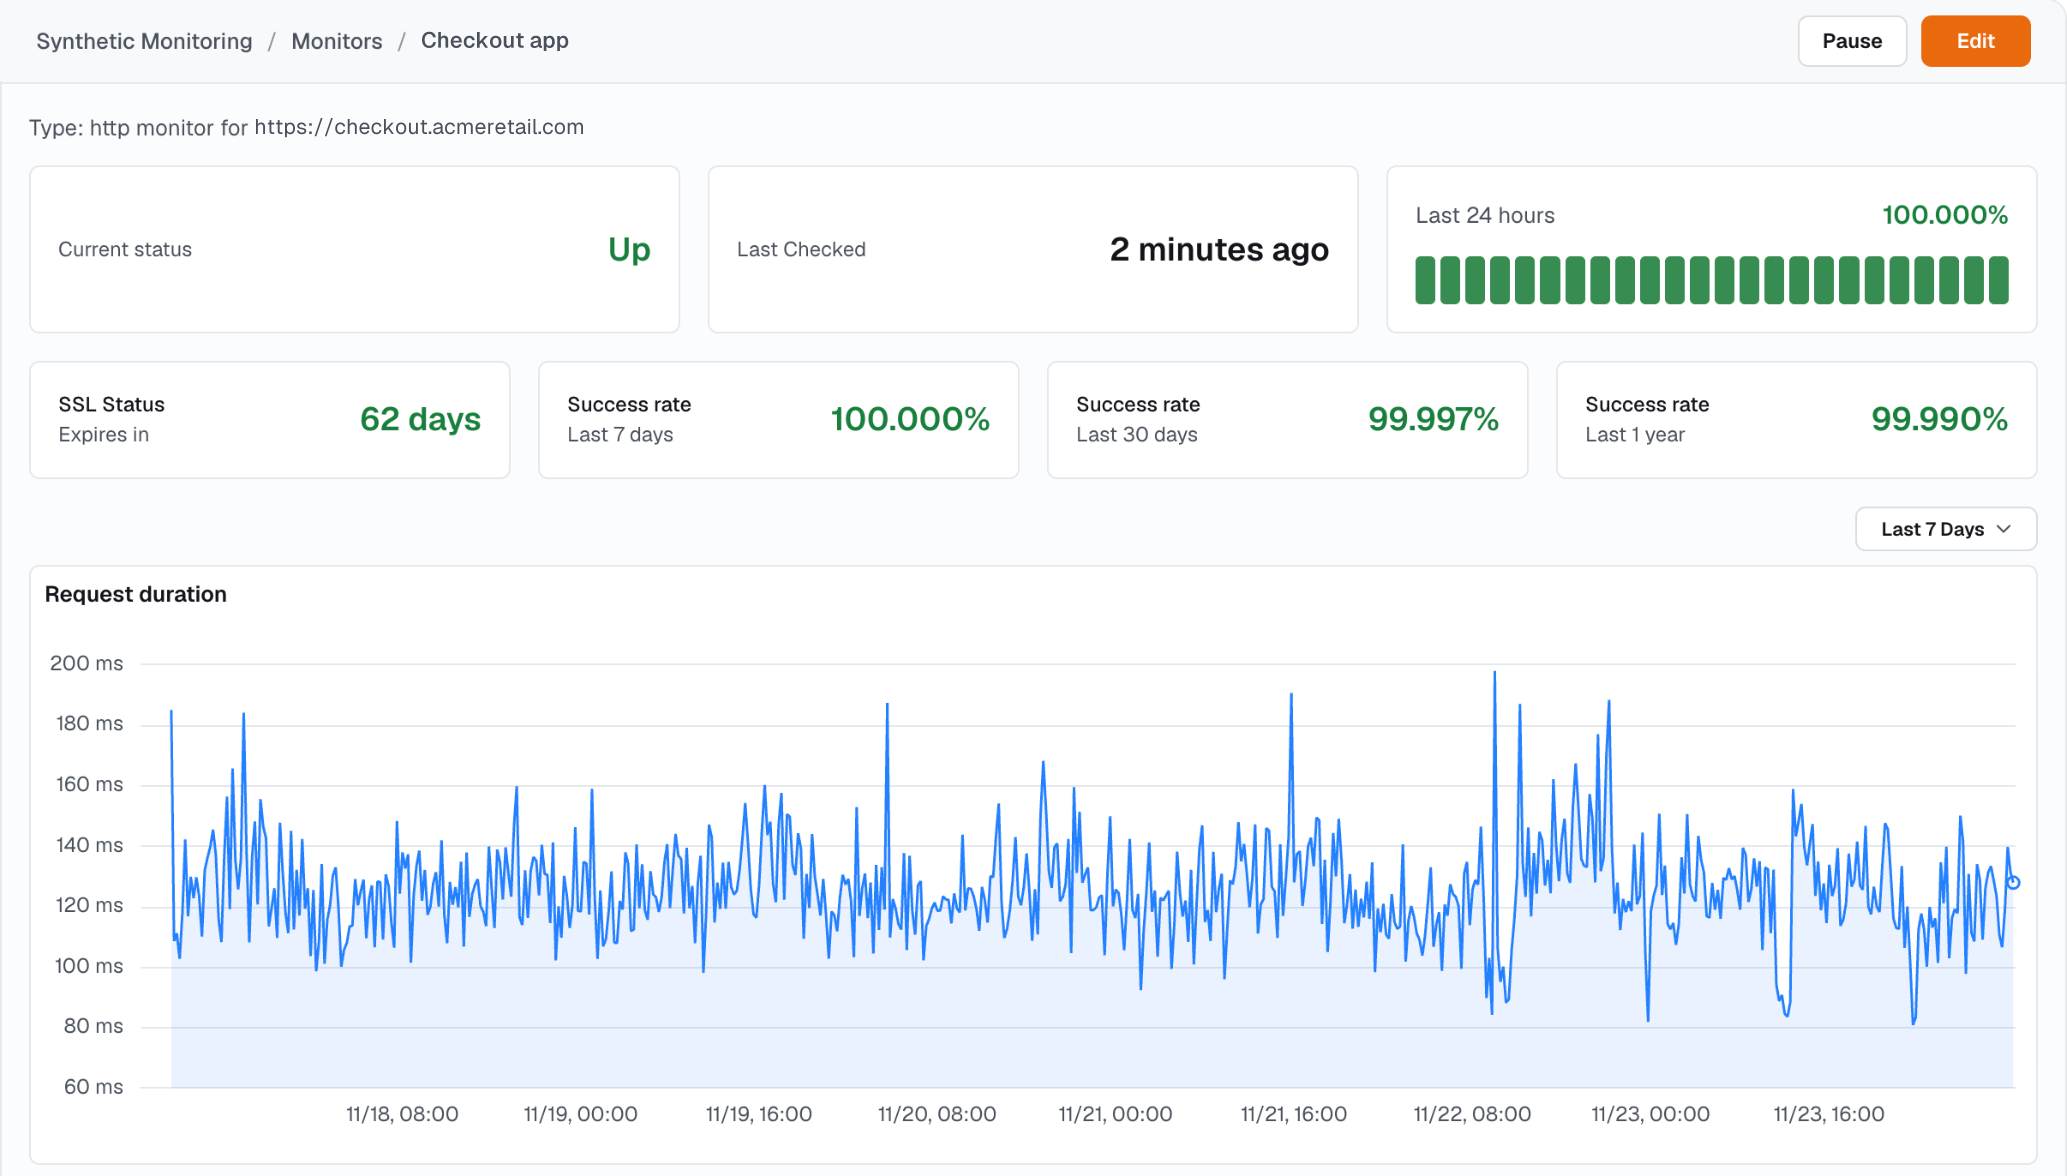 Synthetic Monitoring / Monitors / Checkout app
Pause
Edit
Type: http monitor for https://checkout.acmeretail.com
Current status
Up
Last Checked
2 minutes ago
Last 24 hours
100.000%
SSL Status
Expires in
62 days
Success rate
Last 7 days
100.000%
Success rate
Last 30 days
99.997%
Success rate
Last 1 year
99.990%
Last 7 Days
Request duration
200 ms
180 ms
160 ms
140 ms
120 ms
100 ms
80 ms
60 ms
11/18, 08:00
11/19, 00:00
11/19, 16:00
11/20, 08:00
11/21, 00:00
11/21, 16:00
11/22, 08:00
11/23, 00:00
11/23, 16:00